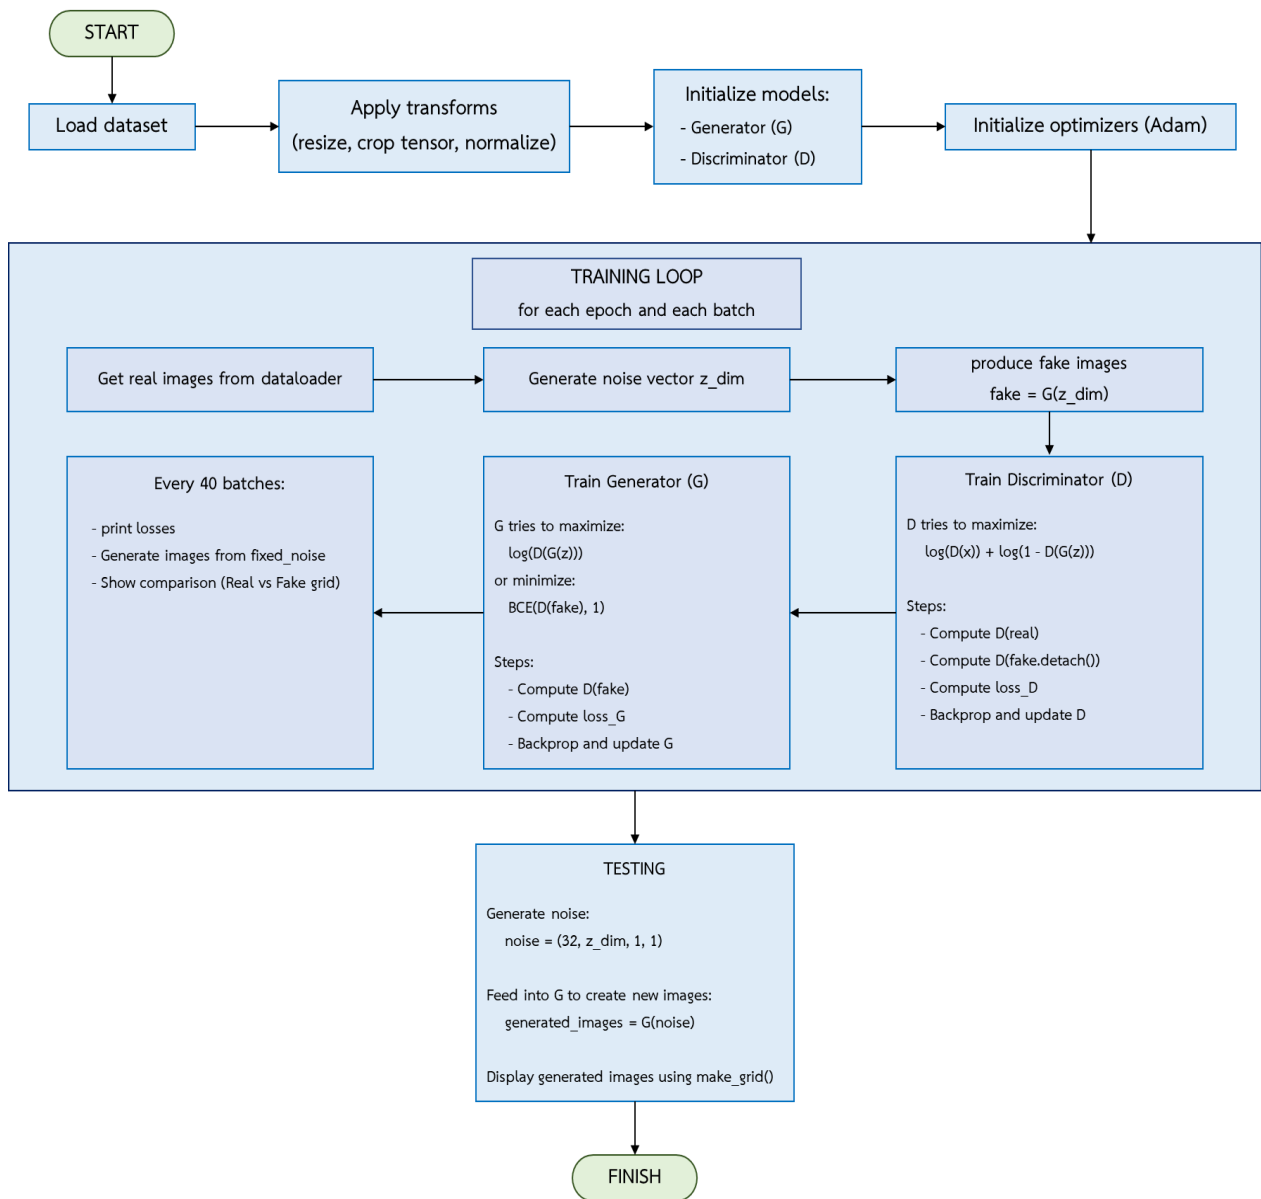 START
Load dataset
Apply transforms
(resize, crop tensor, normalize)
Initialize models:
- Generator (G)
- Discriminator (D)
Initialize optimizers (Adam)
TRAINING LOOP
for each epoch and each batch
Get real images from dataloader
Generate noise vector z_dim
produce fake images
fake = G(z_dim)
Train Discriminator (D)
D tries to maximize:
log(D(x)) + log(1 - D(G(z)))
Steps:
- Compute D(real)
- Compute D(fake.detach())
- Compute loss_D
- Backprop and update D
Train Generator (G)
G tries to maximize:
log(D(G(z)))
or minimize:
BCE(D(fake), 1)
Steps:
- Compute D(fake)
- Compute loss_G
- Backprop and update G
Every 40 batches:
- print losses
- Generate images from fixed_noise
- Show comparison (Real vs Fake grid)
TESTING
Generate noise:
noise = (32, z_dim, 1, 1)
Feed into G to create new images:
generated_images = G(noise)
Display generated images using make_grid()
FINISH